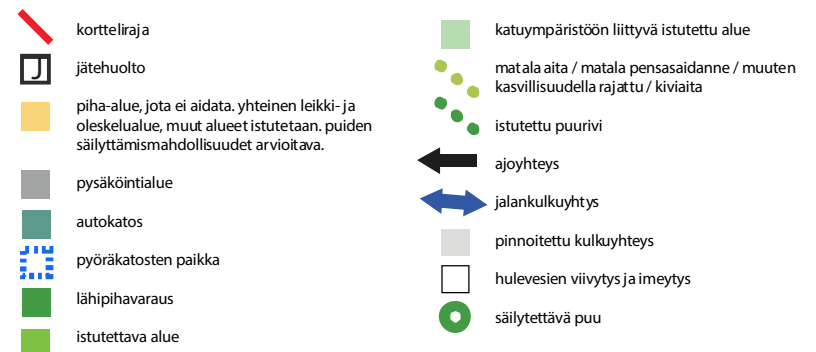 kortteliraja
J
jätehuolto
piha-alue, jota ei aidata. yhteinen leikki- ja
oleskelualue, muut alueet istutetaan. puiden
säilyttämismahdollisuudet arvioitava.
pysäköintialue
autokatos
pyöräkatosten paikka
lähipihavaraus
istutettava alue
katuympäristöön liittyvä istutettu alue
matala aita / matala pensasaidanne / muuten
kasvillisuudella rajattu / kiviaita
istutettu puurivi
ajoyhteys
jalankulkuyhtys
pinnoitettu kulkuyhteys
hulevesien viivytys ja imeytys
säilytettävä puu